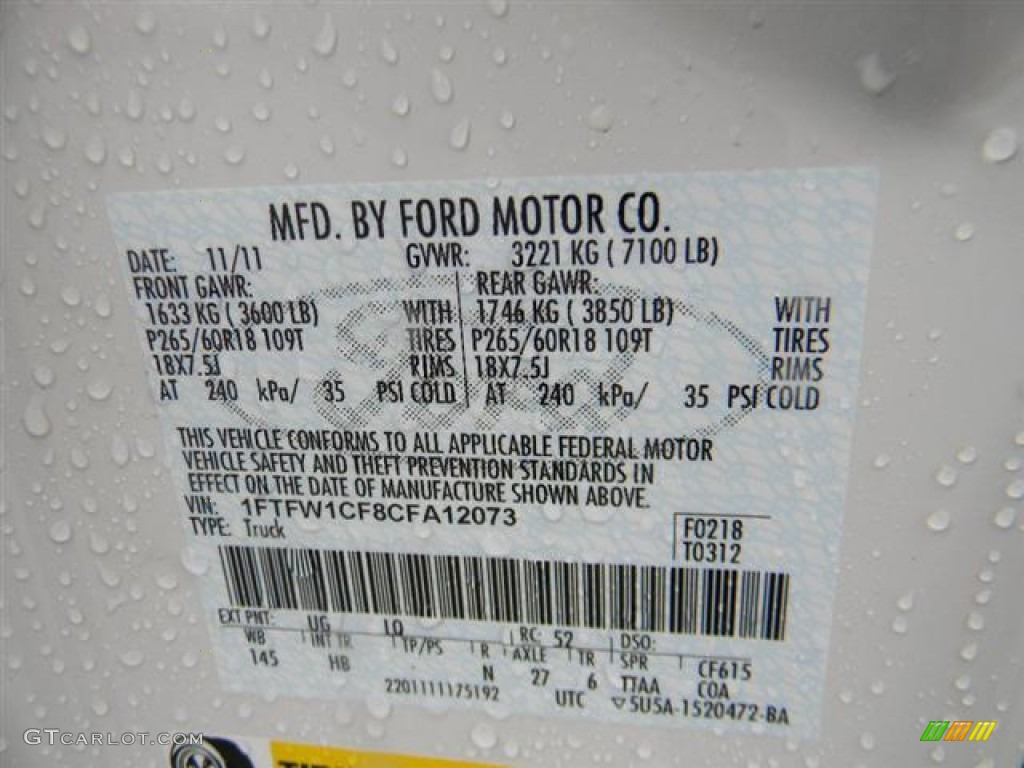 MFD. BY FORD MOTOR CO.
DATE: 11/11 GVWR: 3221 KG ( 7100 LB)
FRONT GAWR: REAR GAWR:
1633 KG ( 3600 LB) WITH 1746 KG ( 3850 LB) WITH
P265/60R18 109T TIRES P265/60R18 109T TIRES
18X7.5J RIMS 18X7.5J RIMS
AT 240 kPa/ 35 PSI COLD AT 240 kPa/ 35 PSI COLD
THIS VEHICLE CONFORMS TO ALL APPLICABLE FEDERAL MOTOR
VEHICLE SAFETY AND THEFT PREVENTION STANDARDS IN
EFFECT ON THE DATE OF MANUFACTURE SHOWN ABOVE.
VIN: 1FTFW1CF8CFA12073
TYPE: Truck
F0218
T0312
EXT PNT: UG LQ RC: 52 DSO:
WB INT TR TP/PS R AXLE TR SPR CF615
145 HB N 27 6 TTAA COA
2201111175192 UTC ▽5U5A-1520472-BA
GTCARLOT.COM